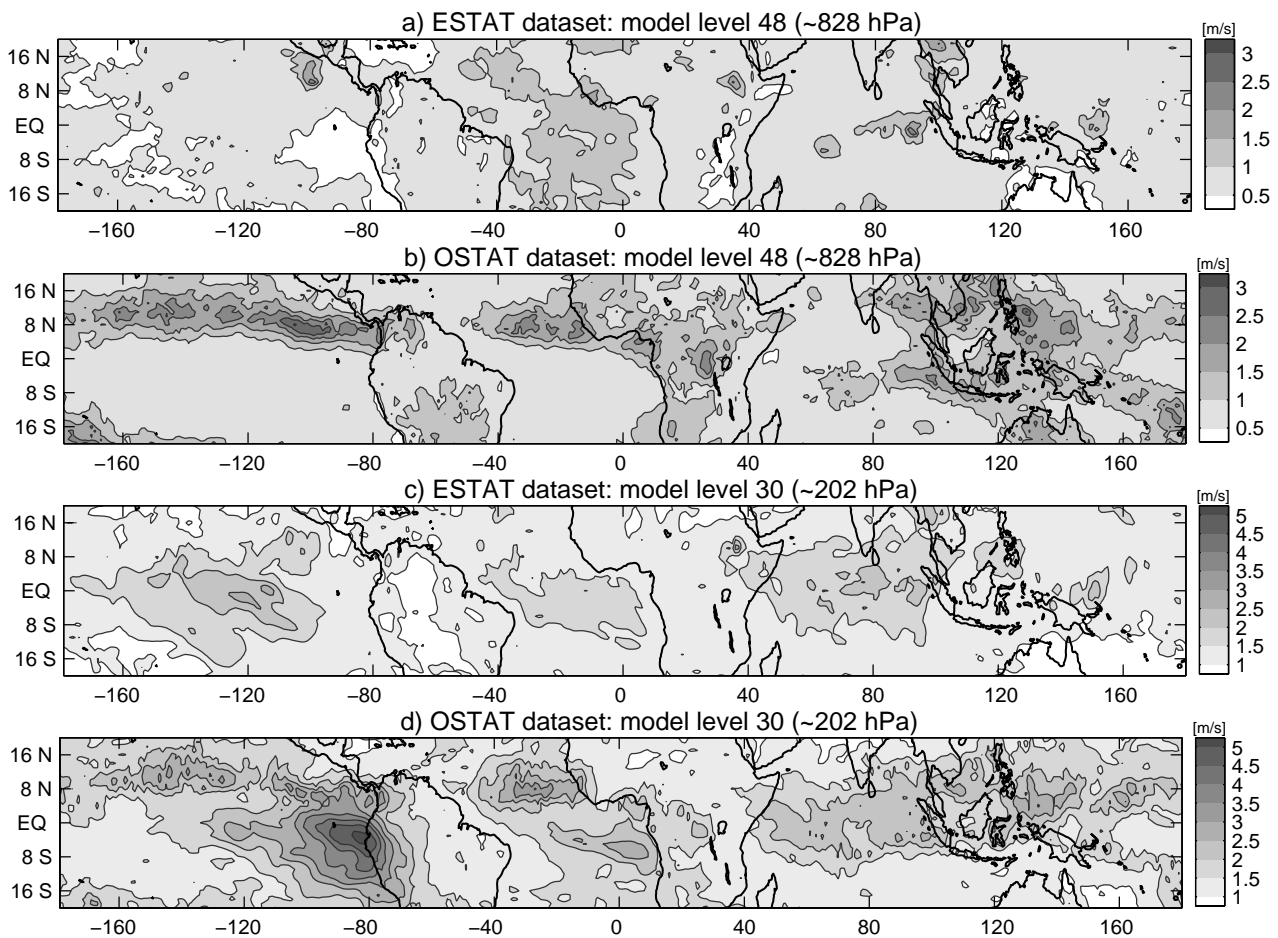 a) ESTAT dataset: model level 48 (~828 hPa)
[m/s]
16 N
8 N
EQ
8 S
16 S
3
2.5
2
1.5
1
0.5
−160 −120 −80 −40 0 40 80 120 160
b) OSTAT dataset: model level 48 (~828 hPa)
[m/s]
16 N
8 N
EQ
8 S
16 S
3
2.5
2
1.5
1
0.5
−160 −120 −80 −40 0 40 80 120 160
c) ESTAT dataset: model level 30 (~202 hPa)
[m/s]
16 N
8 N
EQ
8 S
16 S
5
4.5
4
3.5
3
2.5
2
1.5
1
−160 −120 −80 −40 0 40 80 120 160
d) OSTAT dataset: model level 30 (~202 hPa)
[m/s]
16 N
8 N
EQ
8 S
16 S
5
4.5
4
3.5
3
2.5
2
1.5
1
−160 −120 −80 −40 0 40 80 120 160